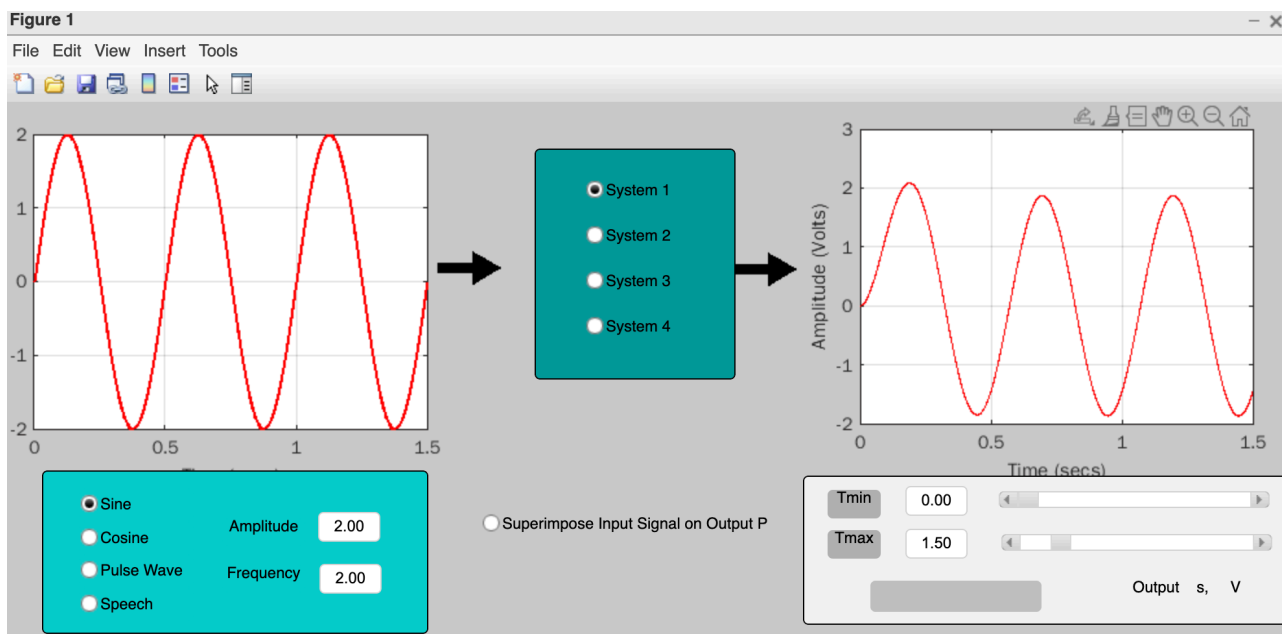 Figure 1
File Edit View Insert Tools
2
1
0
-1
-2
0 0.5 1 1.5
System 1
System 2
System 3
System 4
3
2
1
0
-1
-2
Amplitude (Volts)
0 0.5 1 1.5
Time (secs)
Sine
Cosine
Pulse Wave
Speech
Amplitude 2.00
Frequency 2.00
Superimpose Input Signal on Output P
Tmin 0.00
Tmax 1.50
Output s, V